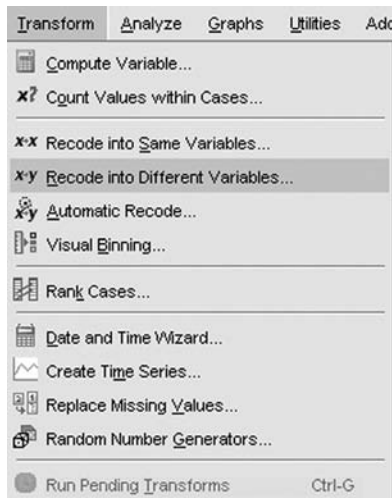 Transform Analyze Graphs Utilities Add
Compute Variable...
x? Count Values within Cases...
x•x Recode into Same Variables...
x•y Recode into Different Variables...
x•y Automatic Recode...
Visual Binning...
Rank Cases...
Date and Time Wizard...
Create Time Series...
Replace Missing Values...
Random Number Generators...
Run Pending Transforms Ctrl-G